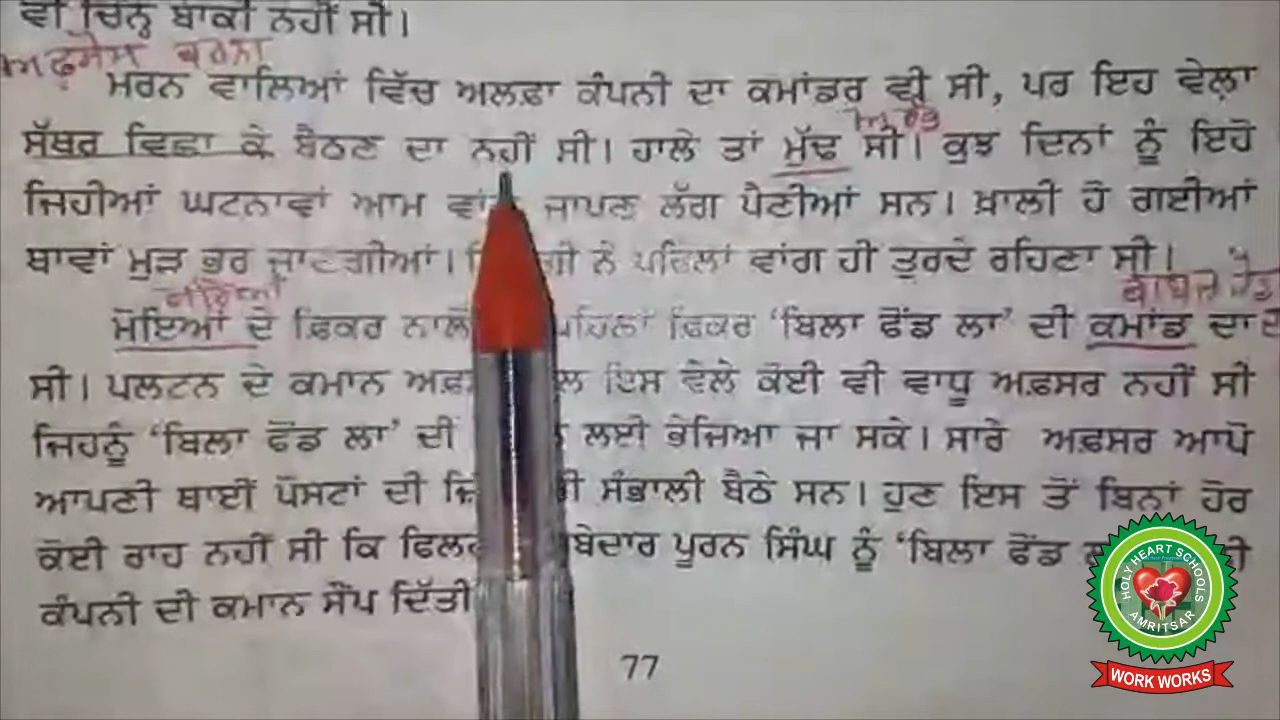 ਵੀ ਚਿੰਨ੍ਹ ਬਾਕੀ ਨਹੀਂ ਸੀ।
ਅਫ਼ਸੋਸ ਕਰਨਾ
ਮਰਨ ਵਾਲਿਆਂ ਵਿੱਚ ਅਲਫ਼ਾ ਕੰਪਨੀ ਦਾ ਕਮਾਂਡਰ ਵੀ ਸੀ, ਪਰ ਇਹ ਵੇਲਾ
ਸੱਥਰ ਵਿਛਾ ਕੇ ਬੈਠਣ ਦਾ ਨਹੀਂ ਸੀ। ਹਾਲੇ ਤਾਂ ਮੁੱਢ ਸੀ। ਕੁਝ ਦਿਨਾਂ ਨੂੰ ਇਹੋ
ਜਿਹੀਆਂ ਘਟਨਾਵਾਂ ਆਮ ਜਾਪਣ ਲੱਗ ਪੈਣੀਆਂ ਸਨ। ਖ਼ਾਲੀ ਹੋ ਗਈਆਂ
ਥਾਵਾਂ ਮੁੜ ਭਰ ਜਾਣਗੀਆਂ। ਨੇ ਪਹਿਲਾਂ ਵਾਂਗ ਹੀ ਤੁਰਦੇ ਰਹਿਣਾ ਸੀ।
ਮੋਇਆਂ ਦੇ ਫ਼ਿਕਰ ਨਾਲੋਂ ਪਹਿਲਾਂ ਫ਼ਿਕਰ ‘ਬਿਲਾ ਫੌਂਡ ਲਾ’ ਦੀ ਕਮਾਂਡ ਦਾ
ਸੀ। ਪਲਟਨ ਦੇ ਕਮਾਨ ਇਸ ਵੇਲੇ ਕੋਈ ਵੀ ਵਾਧੂ ਅਫ਼ਸਰ ਨਹੀਂ ਸੀ
ਜਿਹਨੂੰ ‘ਬਿਲਾ ਫੌਂਡ ਲਾ’ ਦੀ ਲਈ ਭੇਜਿਆ ਜਾ ਸਕੇ। ਸਾਰੇ ਅਫ਼ਸਰ ਆਪੋ
ਆਪਣੀ ਥਾਈਂ ਪੋਸਟਾਂ ਦੀ ਸੰਭਾਲੀ ਬੈਠੇ ਸਨ। ਹੁਣ ਇਸ ਤੋਂ ਬਿਨਾਂ ਹੋਰ
ਕੋਈ ਰਾਹ ਨਹੀਂ ਸੀ ਕਿ ਪੂਰਨ ਸਿੰਘ ਨੂੰ ‘ਬਿਲਾ ਫੌਂਡ
ਕੰਪਨੀ ਦੀ ਕਮਾਨ ਸੌਂਪ ਦਿੱਤੀ
77
HOLY HEART SCHOOLS
AMRITSAR
WORK WORKS